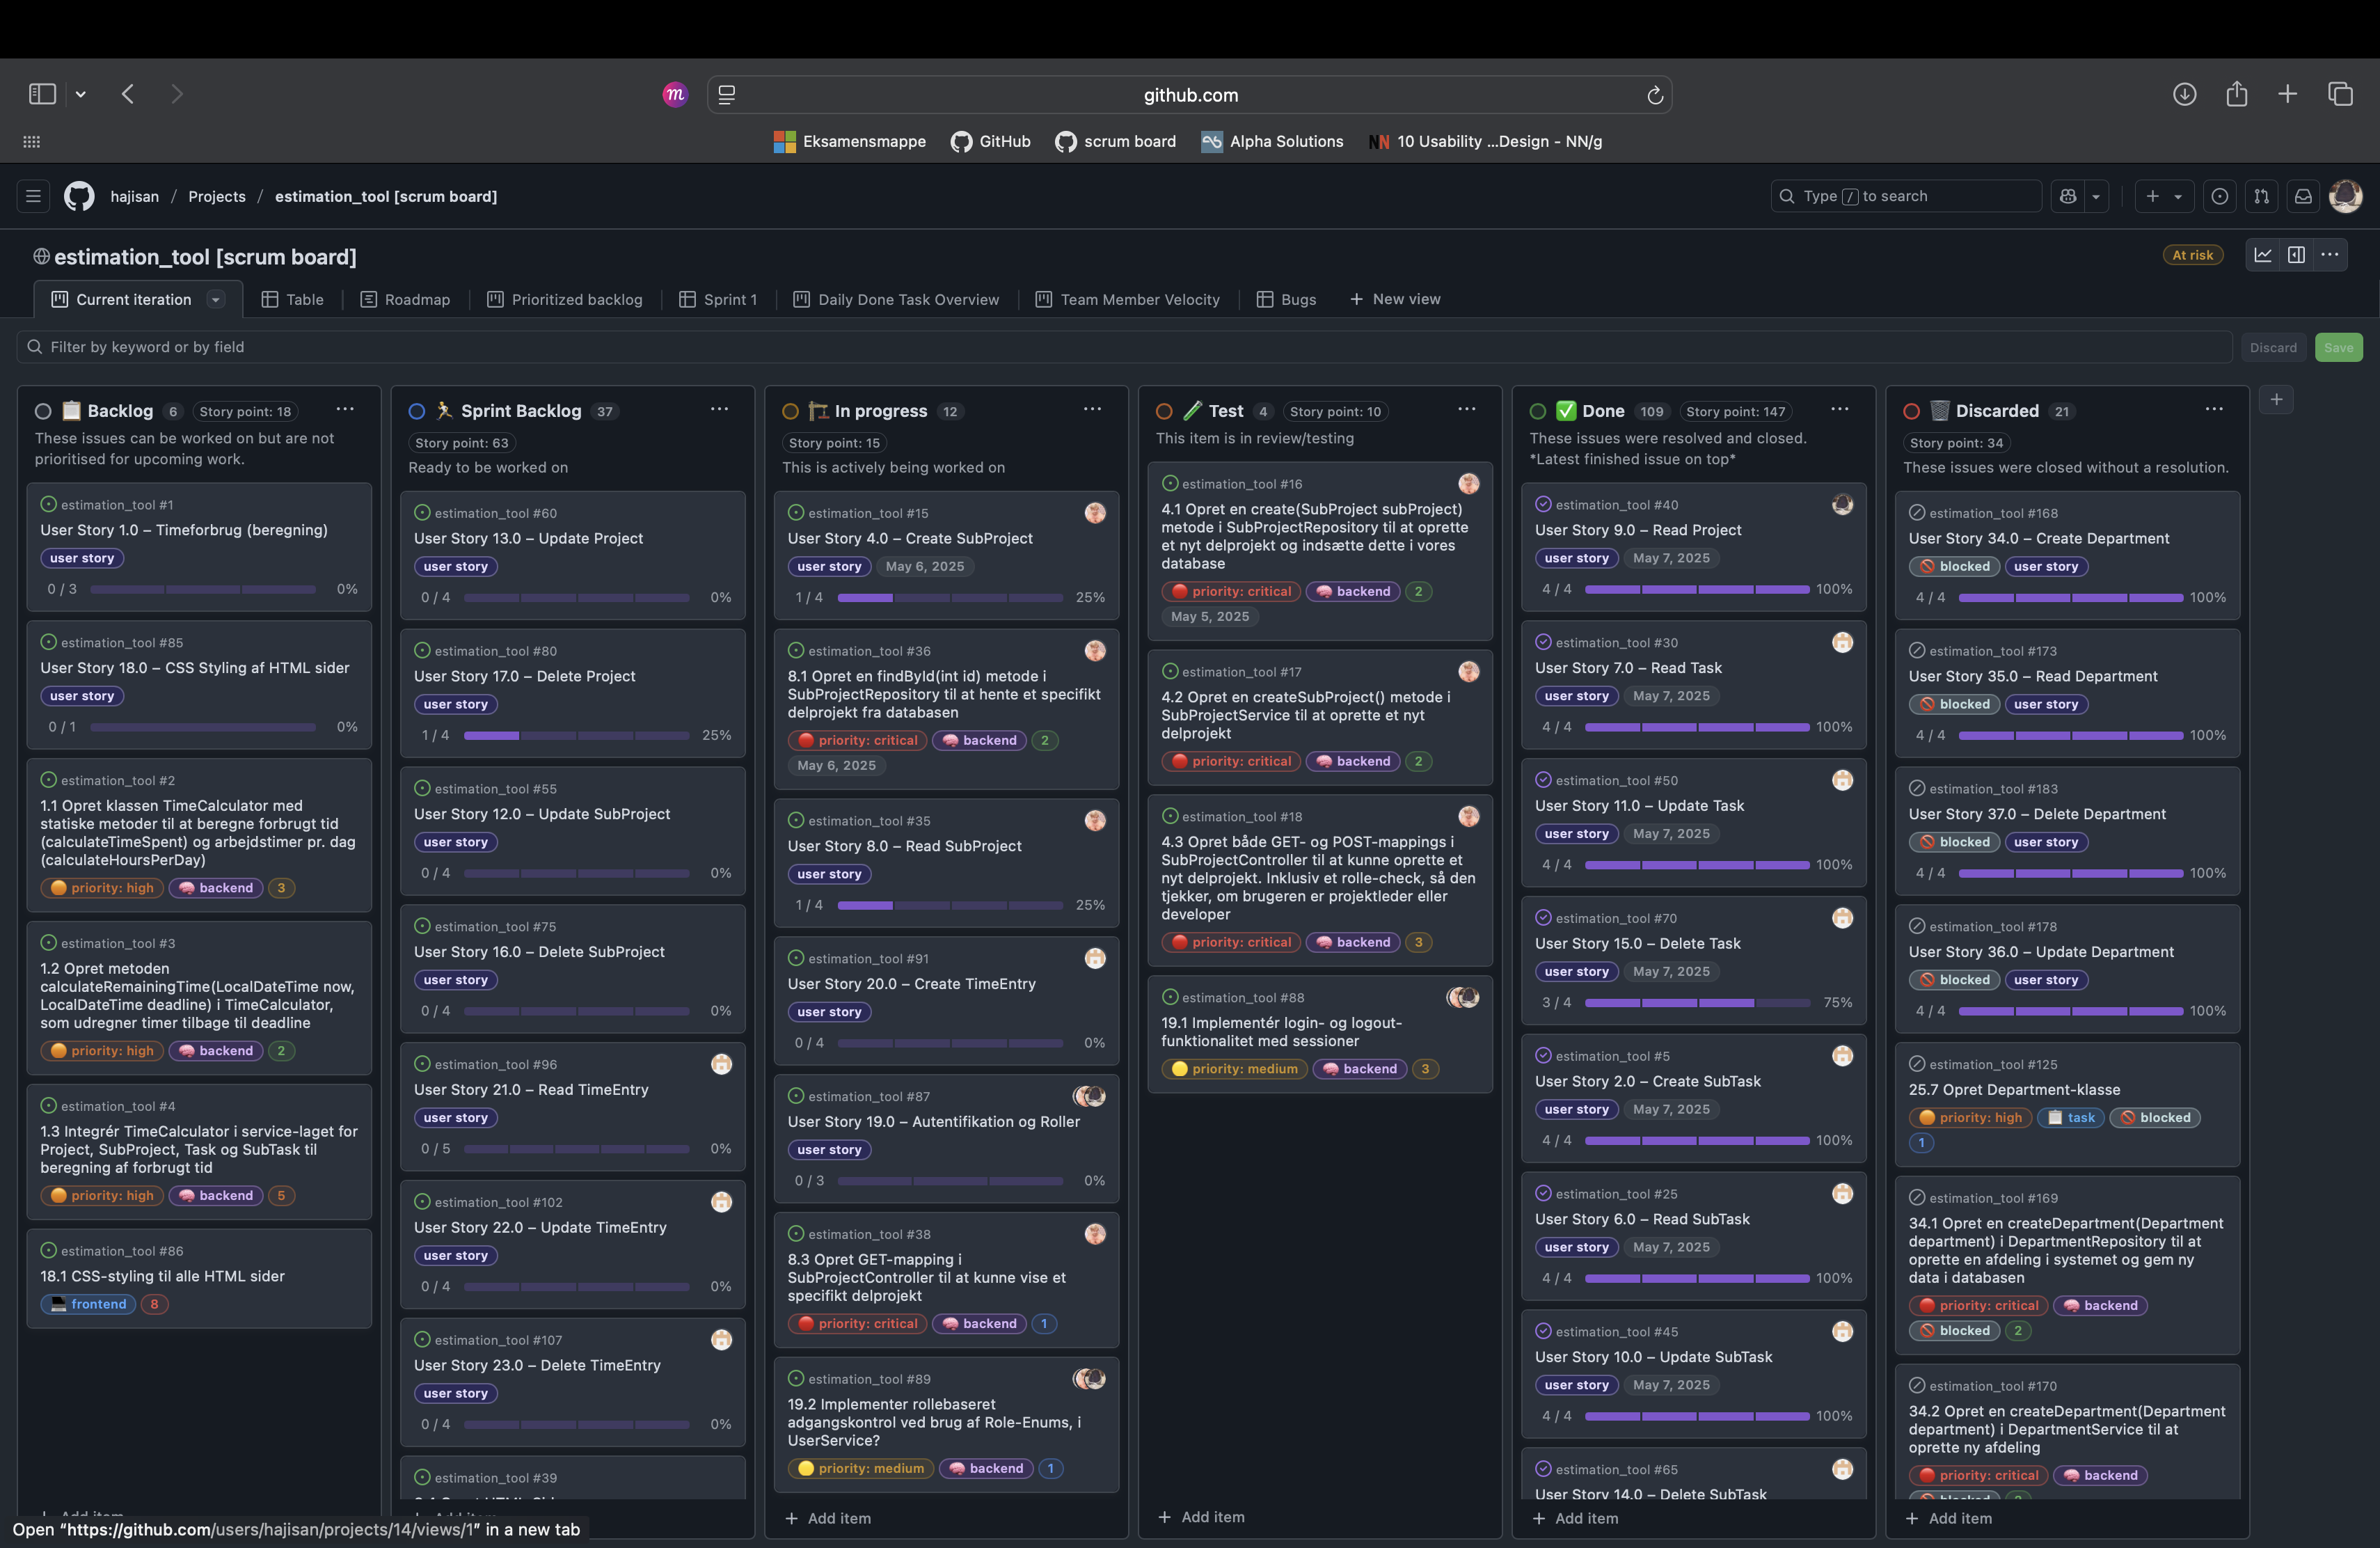 github.com
Eksamensmappe
GitHub
scrum board
Alpha Solutions
NN 10 Usability ...Design - NN/g
hajisan / Projects / estimation_tool [scrum board]
Type / to search
estimation_tool [scrum board]
At risk
Current iteration
Table
Roadmap
Prioritized backlog
Sprint 1
Daily Done Task Overview
Team Member Velocity
Bugs
New view
Filter by keyword or by field
Discard
Save
Backlog 6 Story point: 18
These issues can be worked on but are not
prioritised for upcoming work.
estimation_tool #1
User Story 1.0 – Timeforbrug (beregning)
user story
0 / 3 0%
estimation_tool #85
User Story 18.0 – CSS Styling af HTML sider
user story
0 / 1 0%
estimation_tool #2
1.1 Opret klassen TimeCalculator med
statiske metoder til at beregne forbrugt tid
(calculateTimeSpent) og arbejdstimer pr. dag
(calculateHoursPerDay)
priority: high backend 3
estimation_tool #3
1.2 Opret metoden
calculateRemainingTime(LocalDateTime now,
LocalDateTime deadline) i TimeCalculator,
som udregner timer tilbage til deadline
priority: high backend 2
estimation_tool #4
1.3 Integrér TimeCalculator i service-laget for
Project, SubProject, Task og SubTask til
beregning af forbrugt tid
priority: high backend 5
estimation_tool #86
18.1 CSS-styling til alle HTML sider
frontend 8
Open “https://github.com/users/hajisan/projects/14/views/1” in a new tab
Sprint Backlog 37
Story point: 63
Ready to be worked on
estimation_tool #60
User Story 13.0 – Update Project
user story
0 / 4 0%
estimation_tool #80
User Story 17.0 – Delete Project
user story
1 / 4 25%
estimation_tool #55
User Story 12.0 – Update SubProject
user story
0 / 4 0%
estimation_tool #75
User Story 16.0 – Delete SubProject
user story
0 / 4 0%
estimation_tool #96
User Story 21.0 – Read TimeEntry
user story
0 / 5 0%
estimation_tool #102
User Story 22.0 – Update TimeEntry
user story
0 / 4 0%
estimation_tool #107
User Story 23.0 – Delete TimeEntry
user story
0 / 4 0%
estimation_tool #39
In progress 12
Story point: 15
This is actively being worked on
estimation_tool #15
User Story 4.0 – Create SubProject
user story May 6, 2025
1 / 4 25%
estimation_tool #36
8.1 Opret en findById(int id) metode i
SubProjectRepository til at hente et specifikt
delprojekt fra databasen
priority: critical backend 2
May 6, 2025
estimation_tool #35
User Story 8.0 – Read SubProject
user story
1 / 4 25%
estimation_tool #91
User Story 20.0 – Create TimeEntry
user story
0 / 4 0%
estimation_tool #87
User Story 19.0 – Autentifikation og Roller
user story
0 / 3 0%
estimation_tool #38
8.3 Opret GET-mapping i
SubProjectController til at kunne vise et
specifikt delprojekt
priority: critical backend 1
estimation_tool #89
19.2 Implementer rollebaseret
adgangskontrol ved brug af Role-Enums, i
UserService?
priority: medium backend 1
Add item
Test 4 Story point: 10
This item is in review/testing
estimation_tool #16
4.1 Opret en create(SubProject subProject)
metode i SubProjectRepository til at oprette
et nyt delprojekt og indsætte dette i vores
database
priority: critical backend 2
May 5, 2025
estimation_tool #17
4.2 Opret en createSubProject() metode i
SubProjectService til at oprette et nyt
delprojekt
priority: critical backend 2
estimation_tool #18
4.3 Opret både GET- og POST-mappings i
SubProjectController til at kunne oprette et
nyt delprojekt. Inklusiv et rolle-check, så den
tjekker, om brugeren er projektleder eller
developer
priority: critical backend 3
estimation_tool #88
19.1 Implementér login- og logout-
funktionalitet med sessioner
priority: medium backend 3
Add item
Done 109 Story point: 147
These issues were resolved and closed.
*Latest finished issue on top*
estimation_tool #40
User Story 9.0 – Read Project
user story May 7, 2025
4 / 4 100%
estimation_tool #30
User Story 7.0 – Read Task
user story May 7, 2025
4 / 4 100%
estimation_tool #50
User Story 11.0 – Update Task
user story May 7, 2025
4 / 4 100%
estimation_tool #70
User Story 15.0 – Delete Task
user story May 7, 2025
3 / 4 75%
estimation_tool #5
User Story 2.0 – Create SubTask
user story May 7, 2025
4 / 4 100%
estimation_tool #25
User Story 6.0 – Read SubTask
user story May 7, 2025
4 / 4 100%
estimation_tool #45
User Story 10.0 – Update SubTask
user story May 7, 2025
4 / 4 100%
estimation_tool #65
User Story 14.0 – Delete SubTask
Add item
Discarded 21
Story point: 34
These issues were closed without a resolution.
estimation_tool #168
User Story 34.0 – Create Department
blocked user story
4 / 4 100%
estimation_tool #173
User Story 35.0 – Read Department
blocked user story
4 / 4 100%
estimation_tool #183
User Story 37.0 – Delete Department
blocked user story
4 / 4 100%
estimation_tool #178
User Story 36.0 – Update Department
blocked user story
4 / 4 100%
estimation_tool #125
25.7 Opret Department-klasse
priority: high task blocked
1
estimation_tool #169
34.1 Opret en createDepartment(Department
department) i DepartmentRepository til at
oprette en afdeling i systemet og gem ny
data i databasen
priority: critical backend
blocked 2
estimation_tool #170
34.2 Opret en createDepartment(Department
department) i DepartmentService til at
oprette ny afdeling
priority: critical backend
blocked
Add item